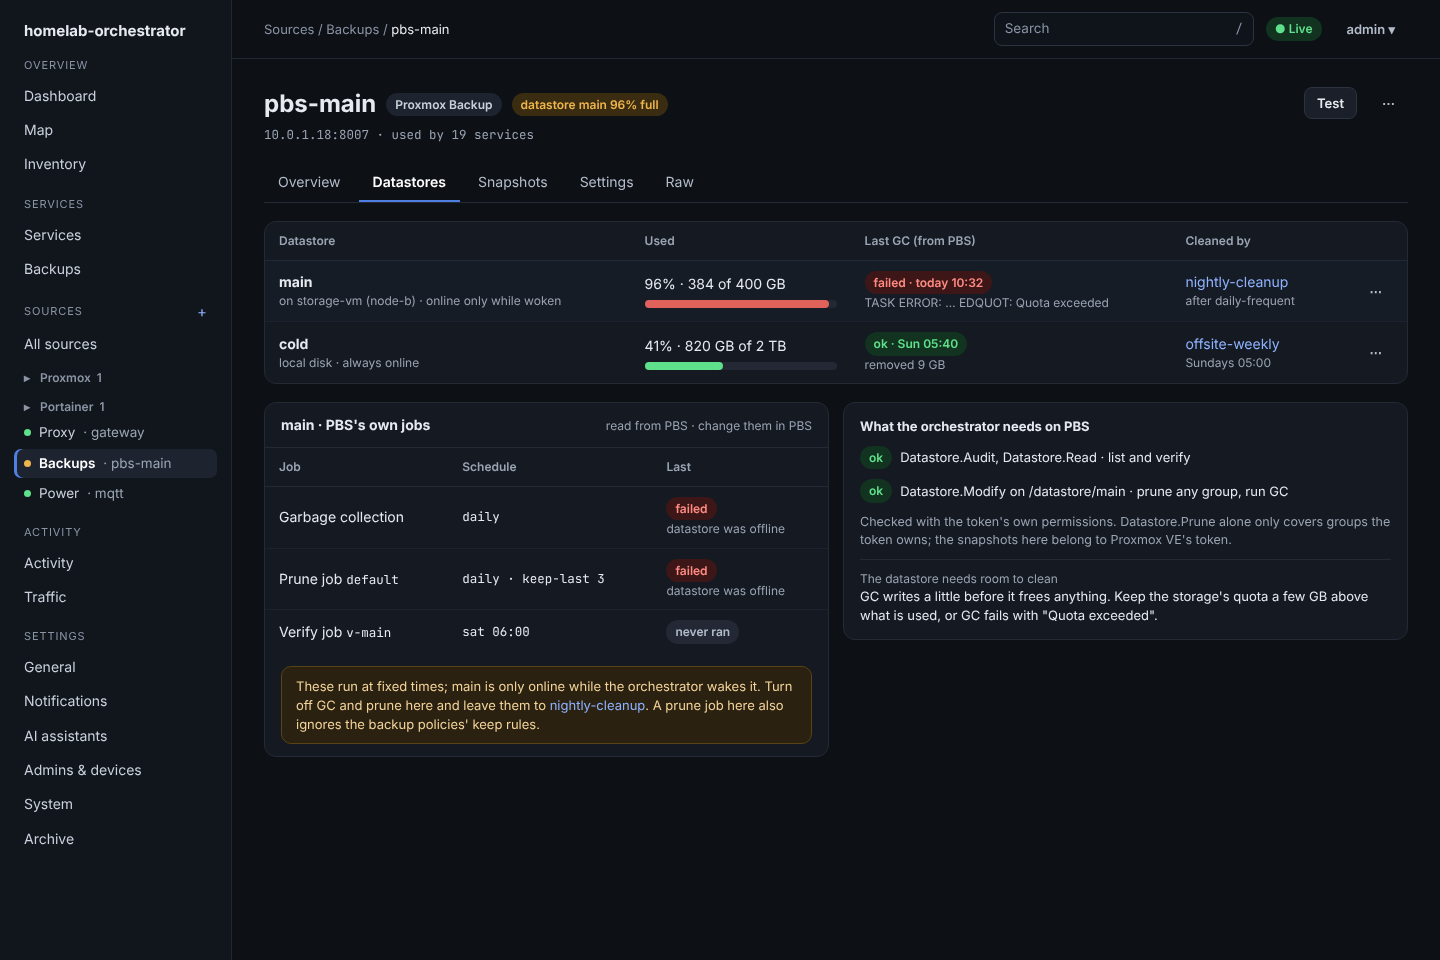 homelab-orchestrator
OVERVIEW
Dashboard
Map
Inventory
SERVICES
Services
Backups
SOURCES +
All sources
▸ Proxmox 1
▸ Portainer 1
Proxy · gateway
Backups · pbs-main
Power · mqtt
ACTIVITY
Activity
Traffic
SETTINGS
General
Notifications
AI assistants
Admins & devices
System
Archive
Sources / Backups / pbs-main
Search /
Live
admin ▾
pbs-main Proxmox Backup datastore main 96% full
Test ···
10.0.1.18:8007 · used by 19 services
Overview Datastores Snapshots Settings Raw
Datastore Used Last GC (from PBS) Cleaned by
main 96% · 384 of 400 GB failed · today 10:32 nightly-cleanup ···
on storage-vm (node-b) · online only while woken TASK ERROR: ... EDQUOT: Quota exceeded after daily-frequent
cold 41% · 820 GB of 2 TB ok · Sun 05:40 offsite-weekly ···
local disk · always online removed 9 GB Sundays 05:00
main · PBS's own jobs read from PBS · change them in PBS
Job Schedule Last
Garbage collection daily failed
datastore was offline
Prune job default daily · keep-last 3 failed
datastore was offline
Verify job v-main sat 06:00 never ran
These run at fixed times; main is only online while the orchestrator wakes it. Turn
off GC and prune here and leave them to nightly-cleanup. A prune job here also
ignores the backup policies' keep rules.
What the orchestrator needs on PBS
ok Datastore.Audit, Datastore.Read · list and verify
ok Datastore.Modify on /datastore/main · prune any group, run GC
Checked with the token's own permissions. Datastore.Prune alone only covers groups the
token owns; the snapshots here belong to Proxmox VE's token.
The datastore needs room to clean
GC writes a little before it frees anything. Keep the storage's quota a few GB above
what is used, or GC fails with "Quota exceeded".